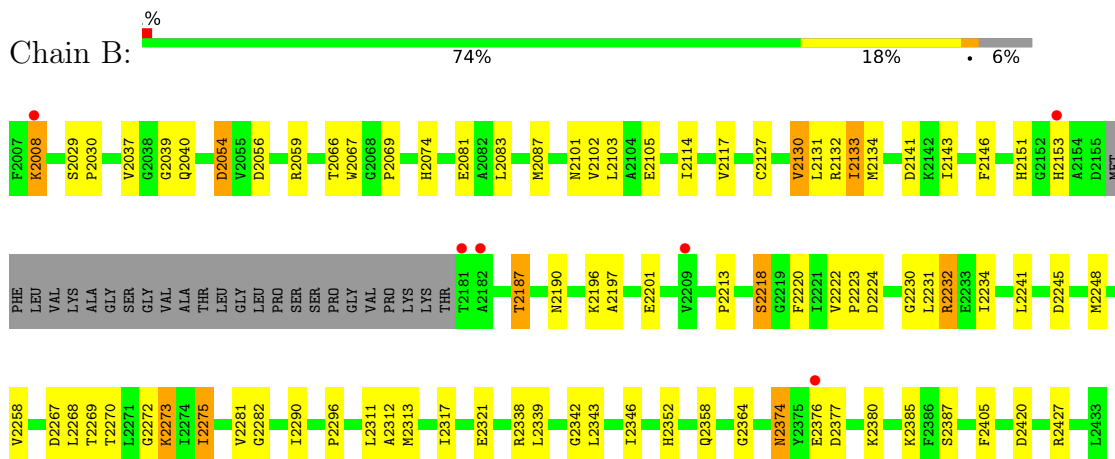 %
Chain B:
74% 18% • 6%
F2007 K2008 S2029 P2030 V2037 G2038 G2039 Q2040 D2054 V2055 D2056 R2059 T2066 W2067 G2068 P2069 H2074 E2081 A2082 L2083 M2087 N2101 V2102 L2103 A2104 E2105 I2114 V2117 C2127 V2130 L2131 R2132 I2133 M2134 D2141 K2142 I2143 F2146 H2151 G2152 H2153 A2154 D2155 MET
PHE LEU VAL LYS ALA GLY SER GLY VAL ALA THR LEU GLY LEU PRO SER SER PRO GLY VAL PRO LYS LYS THR T2181 A2182 T2187 N2190 K2196 A2197 E2201 V2209 P2213 S2218 G2219 F2220 I2221 V2222 P2223 D2224 G2230 L2231 R2232 E2233 I2234 L2241 D2245 M2248
V2258 D2267 L2268 T2269 T2270 L2271 G2272 K2273 I2274 I2275 V2281 G2282 I2290 P2296 L2311 A2312 M2313 I2317 E2321 R2338 L2339 G2342 L2343 I2346 H2352 Q2358 G2364 N2374 Y2375 E2376 D2377 K2380 K2385 F2386 S2387 F2405 D2420 R2427 L2433